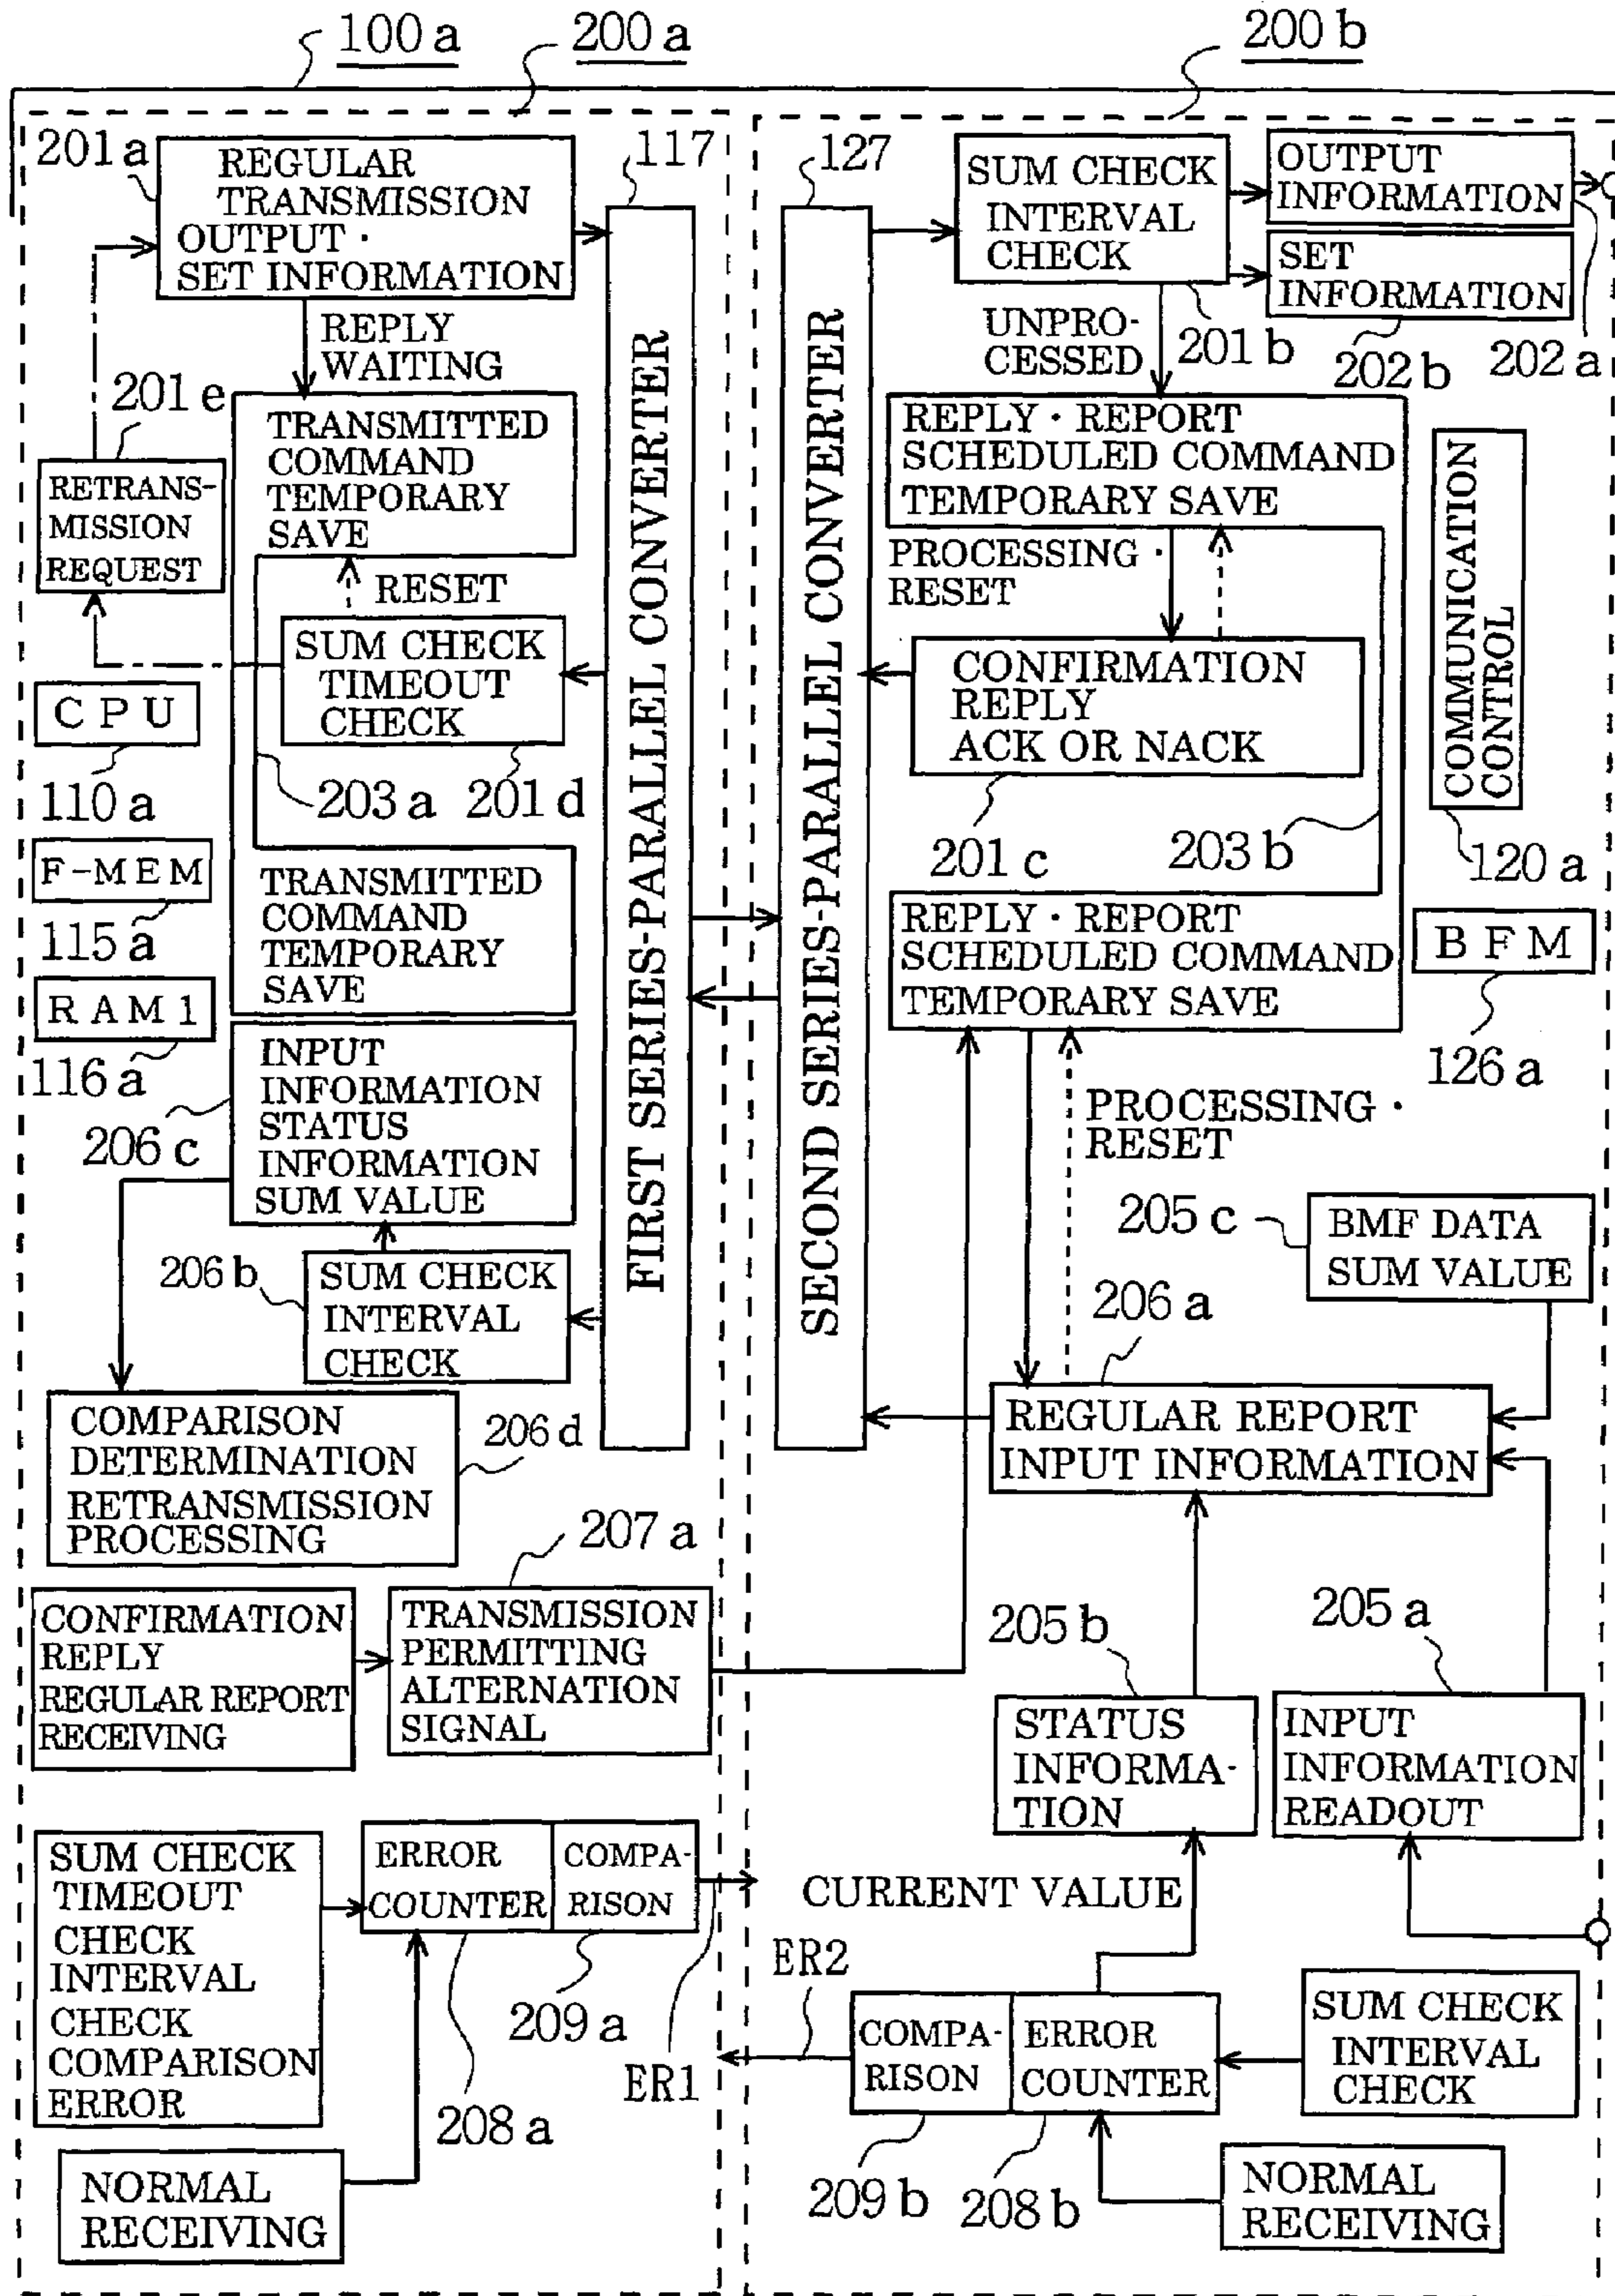 100a
200a
200b
201a
REGULAR
TRANSMISSION
OUTPUT・
SET INFORMATION
117
127
SUM CHECK
INTERVAL
CHECK
OUTPUT
INFORMATION
SET
INFORMATION
REPLY
WAITING
UNPRO-
CESSED
201b
202b
202a
201e
RETRANS-
MISSION
REQUEST
TRANSMITTED
COMMAND
TEMPORARY
SAVE
RESET
SUM CHECK
TIMEOUT
CHECK
CPU
110a
203a
201d
F-MEM
115a
RAM1
116a
TRANSMITTED
COMMAND
TEMPORARY
SAVE
FIRST SERIES-PARALLEL CONVERTER
SECOND SERIES-PARALLEL CONVERTER
REPLY・REPORT
SCHEDULED COMMAND
TEMPORARY SAVE
PROCESSING・
RESET
CONFIRMATION
REPLY
ACK OR NACK
201c
203b
COMMUNICATION
CONTROL
120a
REPLY・REPORT
SCHEDULED COMMAND
TEMPORARY SAVE
BFM
126a
INPUT
INFORMATION
STATUS
INFORMATION
SUM VALUE
206c
206b
SUM CHECK
INTERVAL
CHECK
PROCESSING・
RESET
205c
BMF DATA
SUM VALUE
206a
REGULAR REPORT
INPUT INFORMATION
COMPARISON
DETERMINATION
RETRANSMISSION
PROCESSING
206d
207a
CONFIRMATION
REPLY
REGULAR REPORT
RECEIVING
TRANSMISSION
PERMITTING
ALTERNATION
SIGNAL
205b
205a
STATUS
INFORMA-
TION
INPUT
INFORMATION
READOUT
SUM CHECK
TIMEOUT
CHECK
INTERVAL
CHECK
COMPARISON
ERROR
ERROR
COUNTER
COMPA-
RISON
CURRENT VALUE
209a
ER1
208a
ER2
COMPA-
RISON
ERROR
COUNTER
SUM CHECK
INTERVAL
CHECK
NORMAL
RECEIVING
209b
208b
NORMAL
RECEIVING